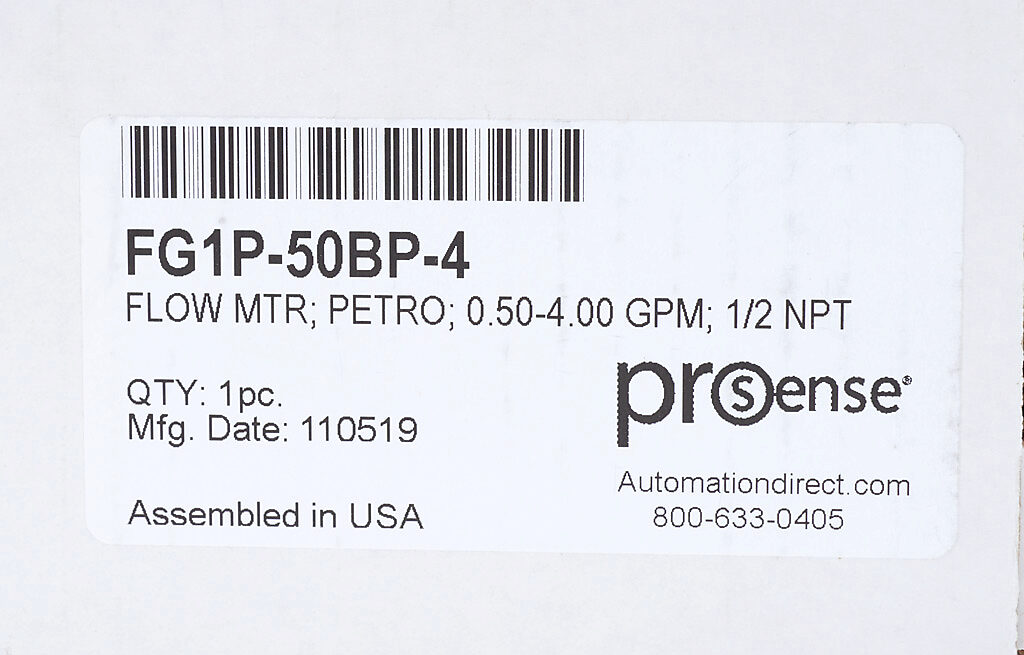 FG1P-50BP-4
FLOW MTR; PETRO; 0.50-4.00 GPM; 1/2 NPT
QTY: 1pc.
Mfg. Date: 110519
prosense®
Assembled in USA
Automationdirect.com
800-633-0405